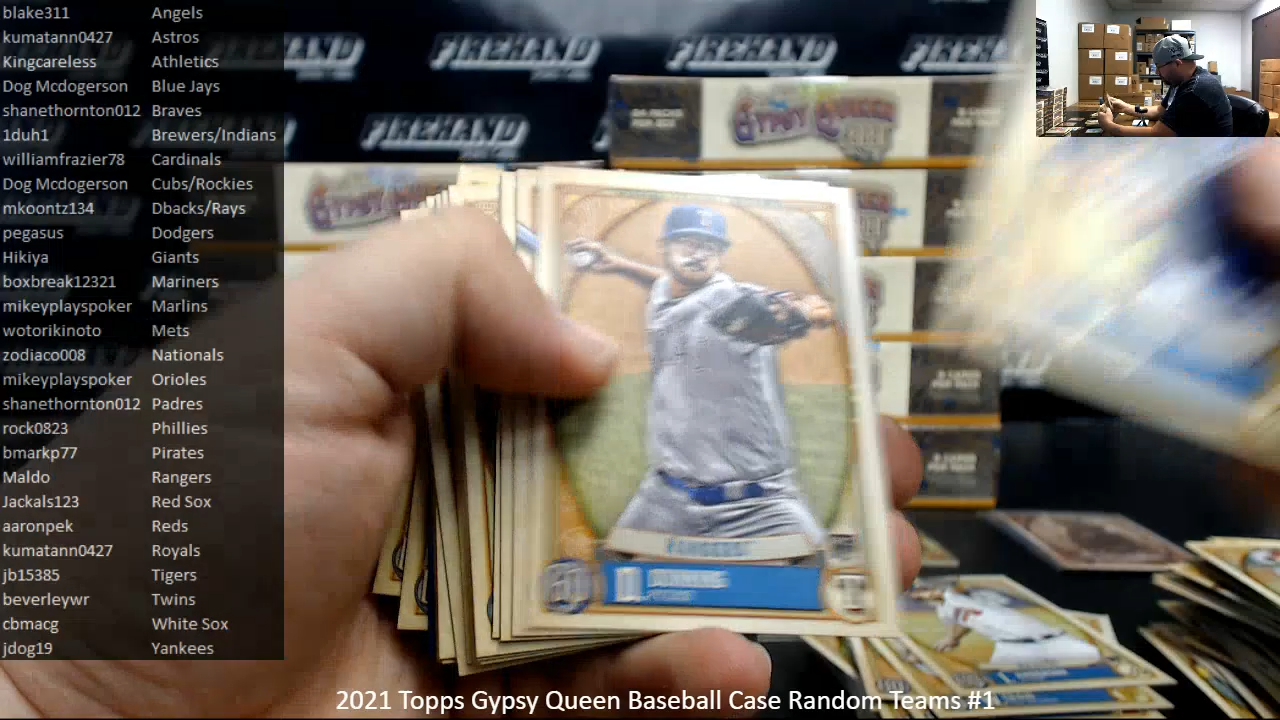 blake311 Angels
kumatann0427 Astros
Kingcareless Athletics
Dog Mcdogerson Blue Jays
shanethornton012 Braves
1duh1 Brewers/Indians
williamfrazier78 Cardinals
Dog Mcdogerson Cubs/Rockies
mkoontz134 Dbacks/Rays
pegasus Dodgers
Hikiya Giants
boxbreak12321 Mariners
mikeyplayspoker Marlins
wotorikinoto Mets
zodiaco008 Nationals
mikeyplayspoker Orioles
shanethornton012 Padres
rock0823 Phillies
bmarkp77 Pirates
Maldo Rangers
Jackals123 Red Sox
aaronpek Reds
kumatann0427 Royals
jb15385 Tigers
beverleywr Twins
cbmacg White Sox
jdog19 Yankees
FIREHAND FIREHAND FIREHAND
FIREHAND
GYPSY QUEEN
RANGERS
2021 Topps Gypsy Queen Baseball Case Random Teams #1